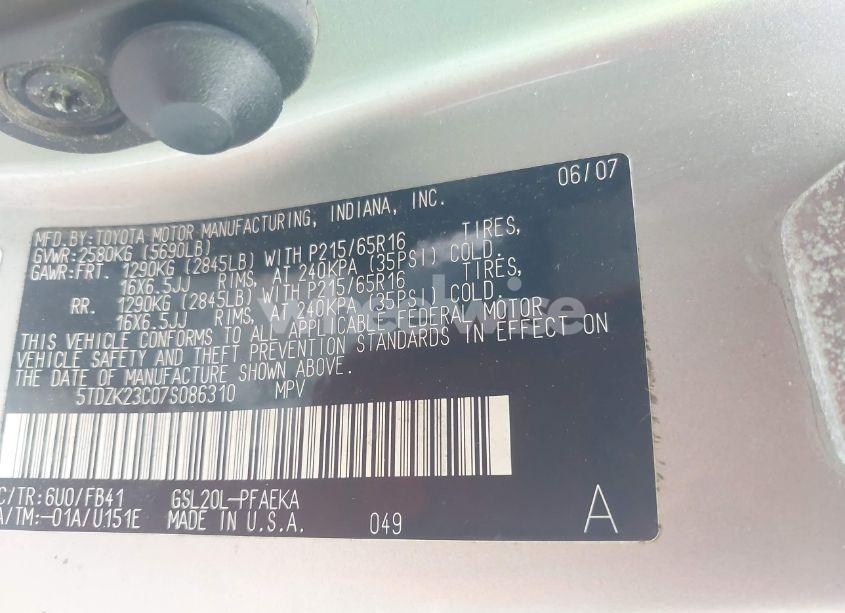 06/07
MFD.BY:TOYOTA MOTOR MANUFACTURING, INDIANA, INC.
GVWR:2580KG (5690LB)
GAWR:FRT. 1290KG (2845LB) WITH P215/65R16 TIRES,
16X6.5JJ RIMS, AT 240KPA (35PSI) COLD.
RR. 1290KG (2845LB) WITH P215/65R16 TIRES,
16X6.5JJ RIMS, AT 240KPA (35PSI) COLD.
THIS VEHICLE CONFORMS TO ALL APPLICABLE FEDERAL MOTOR
VEHICLE SAFETY AND THEFT PREVENTION STANDARDS IN EFFECT ON
THE DATE OF MANUFACTURE SHOWN ABOVE.
5TDZK23C07S086310 MPV
C/TR:6U0/FB41 GSL20L-PFAEKA
A/TM:-01A/U151E MADE IN U.S.A. 049 A